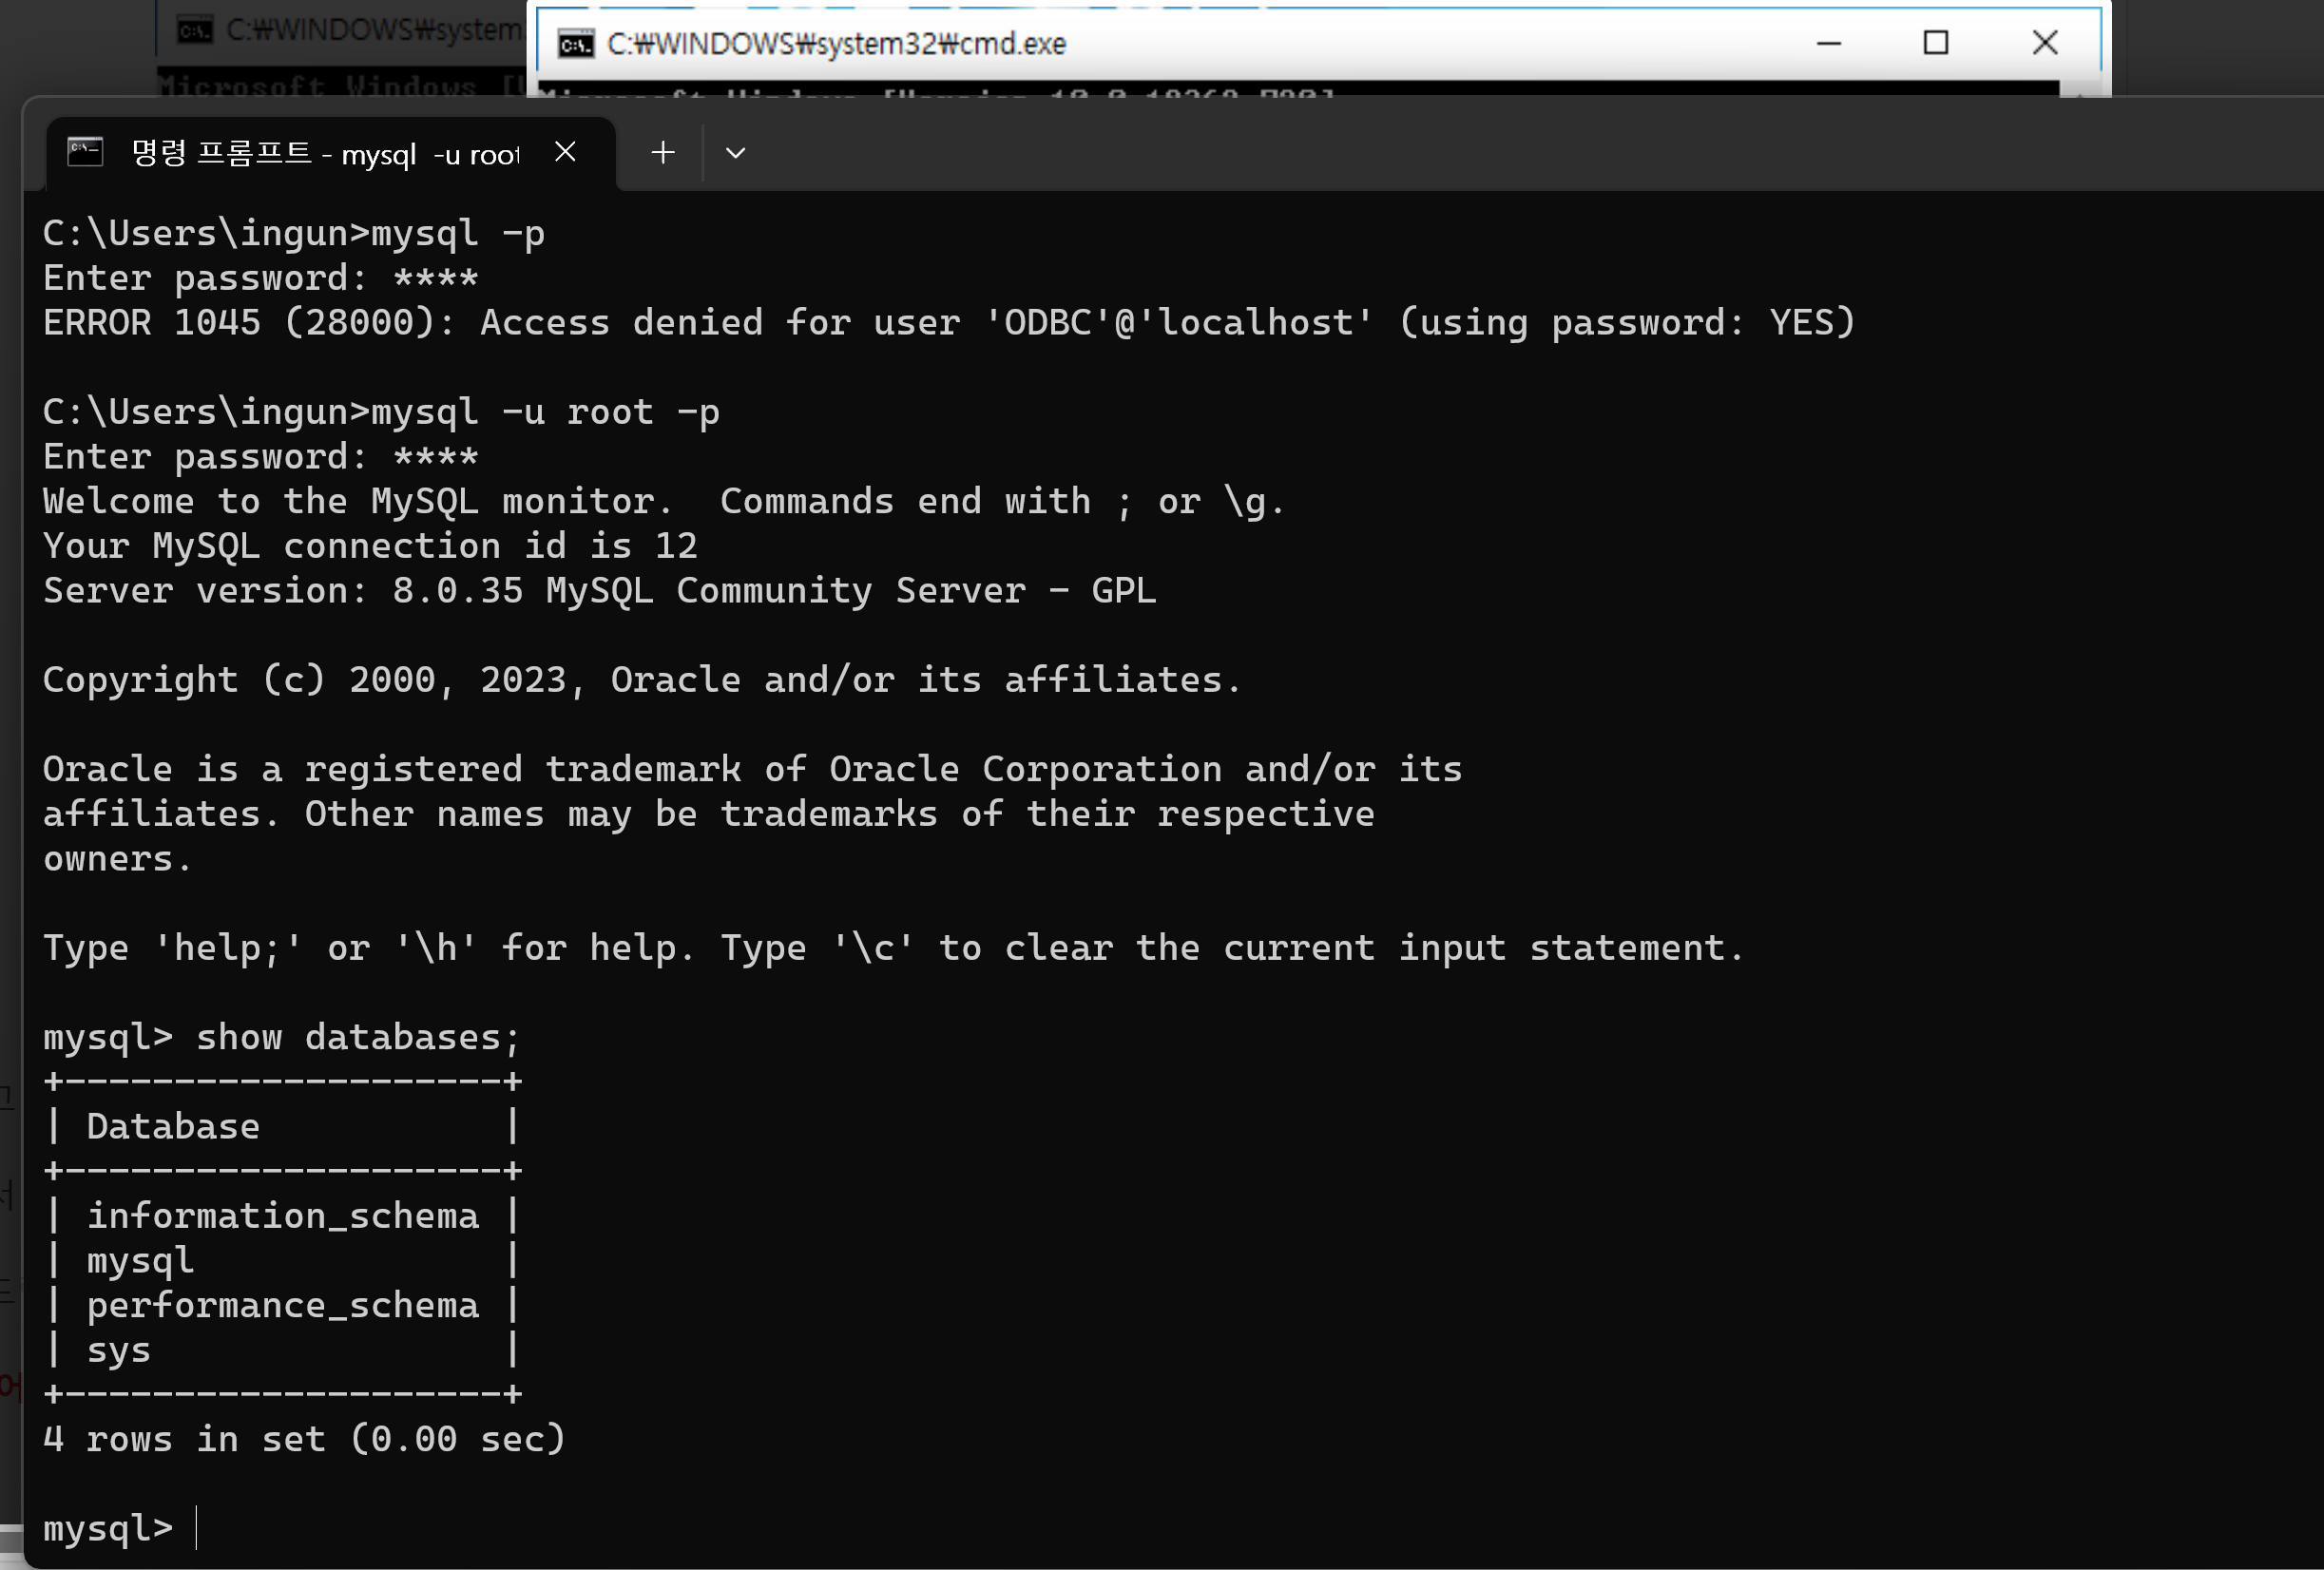 C:₩WINDOWS₩system
C:₩WINDOWS₩system32₩cmd.exe
Microsoft Windows [
Microsoft Windows [Version 10.0.18362.720]
명령 프롬프트 - mysql  -u root
C:\Users\ingun>mysql -p
Enter password: ****
ERROR 1045 (28000): Access denied for user 'ODBC'@'localhost' (using password: YES)
C:\Users\ingun>mysql -u root -p
Enter password: ****
Welcome to the MySQL monitor.  Commands end with ; or \g.
Your MySQL connection id is 12
Server version: 8.0.35 MySQL Community Server - GPL
Copyright (c) 2000, 2023, Oracle and/or its affiliates.
Oracle is a registered trademark of Oracle Corporation and/or its
affiliates. Other names may be trademarks of their respective
owners.
Type 'help;' or '\h' for help. Type '\c' to clear the current input statement.
mysql> show databases;
+--------------------+
| Database           |
+--------------------+
| information_schema |
| mysql              |
| performance_schema |
| sys                |
+--------------------+
4 rows in set (0.00 sec)
mysql>